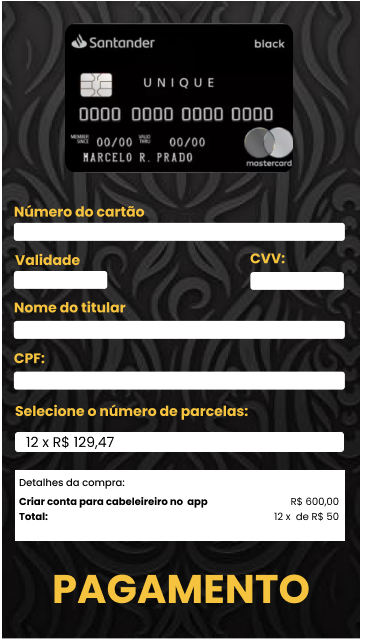 Santander
black
UNIQUE
0000 0000 0000 0000
MEMBER SINCE 00/00 VALID THRU 00/00
MARCELO R. PRADO
mastercard
Número do cartão
Validade
CVV:
Nome do titular
CPF:
Selecione o número de parcelas:
12 x R$ 129,47
Detalhes da compra:
Criar conta para cabeleireiro no app R$ 600,00
Total: 12 x de R$ 50
PAGAMENTO